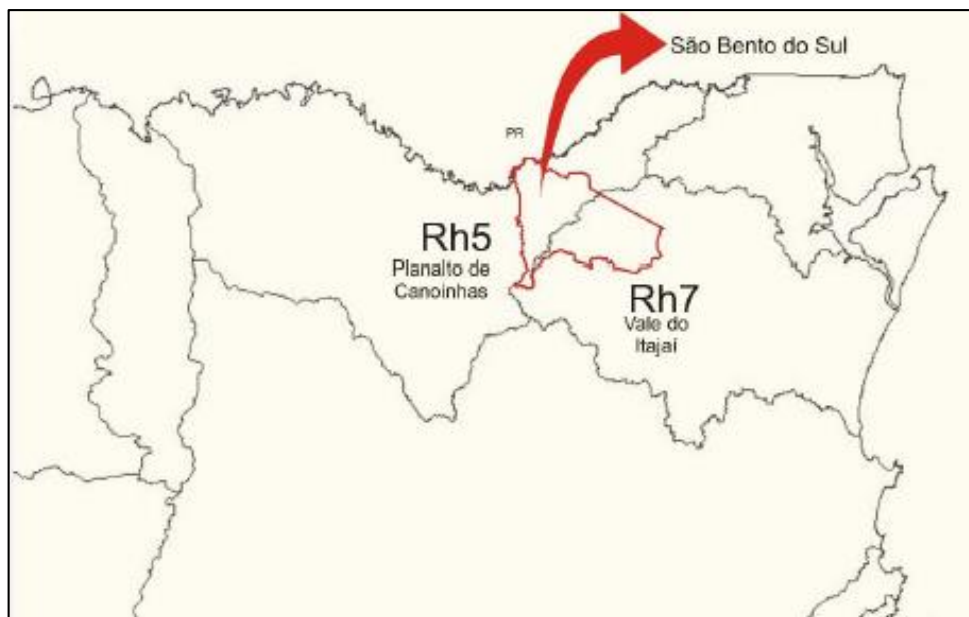 São Bento do Sul
PR
Rh5
Planalto de
Canoinhas
Rh7
Vale do
Itajaí